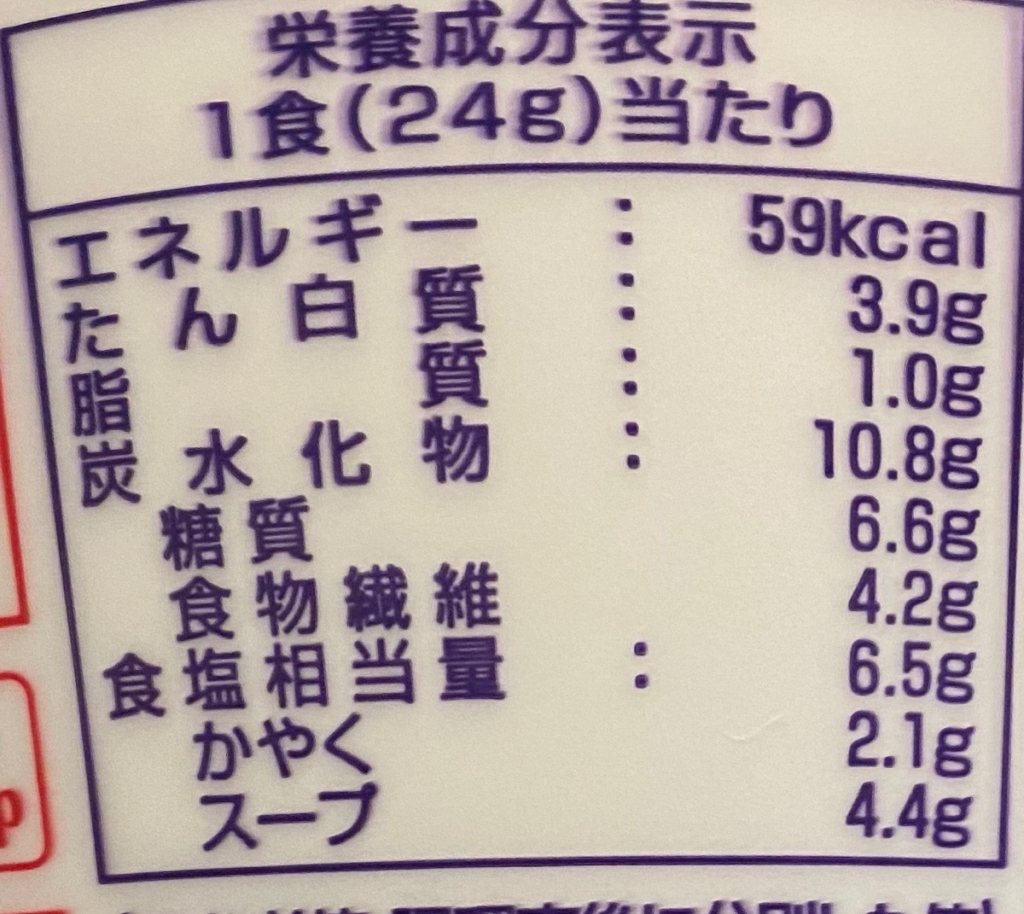 栄養成分表示
1食(24g)当たり
エネルギー : 59kcal
たん白質 : 3.9g
脂質 : 1.0g
炭水化物 : 10.8g
糖質 6.6g
食物繊維 4.2g
食塩相当量 : 6.5g
かやく 2.1g
スープ 4.4g